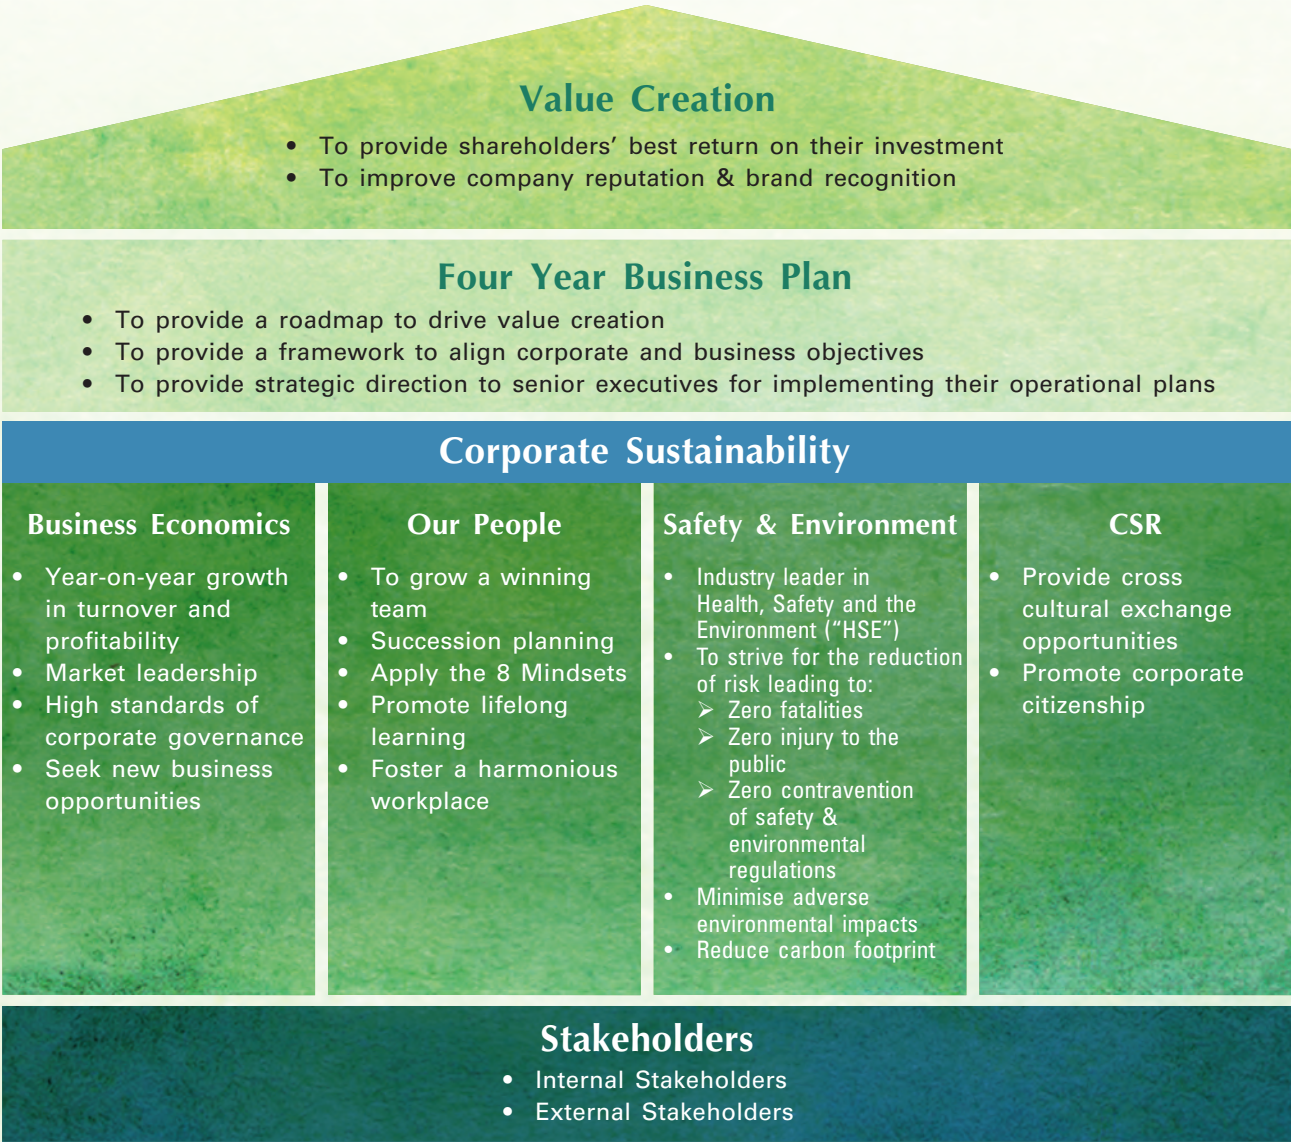 Value Creation
• To provide shareholders’ best return on their investment
• To improve company reputation & brand recognition
Four Year Business Plan
• To provide a roadmap to drive value creation
• To provide a framework to align corporate and business objectives
• To provide strategic direction to senior executives for implementing their operational plans
Corporate Sustainability
Business Economics
• Year-on-year growth
in turnover and
profitability
• Market leadership
• High standards of
corporate governance
• Seek new business
opportunities
Our People
• To grow a winning
team
• Succession planning
• Apply the 8 Mindsets
• Promote lifelong
learning
• Foster a harmonious
workplace
Safety & Environment
• Industry leader in
Health, Safety and the
Environment (“HSE”)
• To strive for the reduction
of risk leading to:
➢ Zero fatalities
➢ Zero injury to the
public
➢ Zero contravention
of safety &
environmental
regulations
• Minimise adverse
environmental impacts
• Reduce carbon footprint
CSR
• Provide cross
cultural exchange
opportunities
• Promote corporate
citizenship
Stakeholders
• Internal Stakeholders
• External Stakeholders